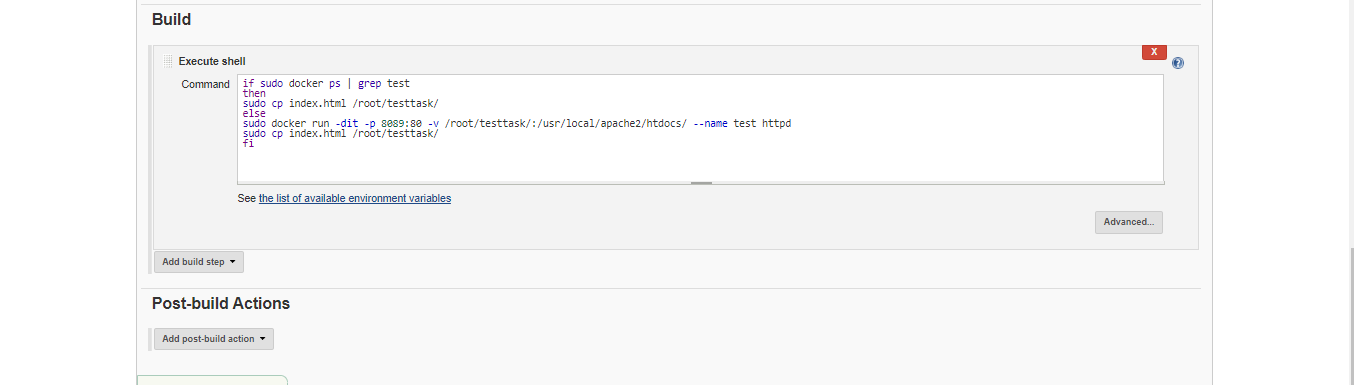 Build
X
Execute shell
?
Command
if sudo docker ps | grep test
then
sudo cp index.html /root/testtask/
else
sudo docker run -dit -p 8089:80 -v /root/testtask/:/usr/local/apache2/htdocs/ --name test httpd
sudo cp index.html /root/testtask/
fi
See the list of available environment variables
Advanced...
Add build step
Post-build Actions
Add post-build action